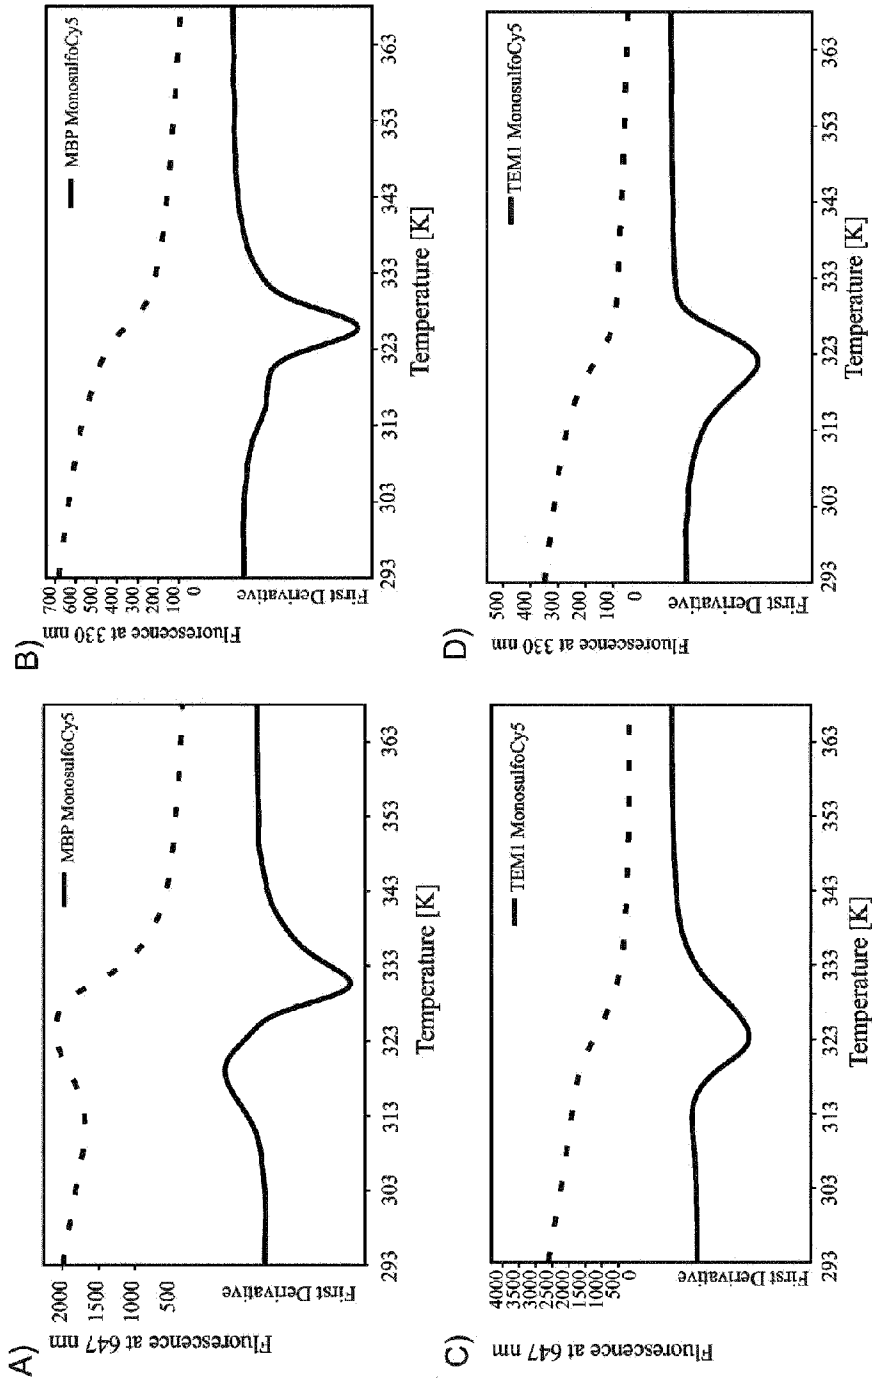 A)
Fluorescence at 647 nm
2000
1500
1000
500
First Derivative
MBP MonosulfoCy5
293
303
313
323
333
343
353
363
Temperature [K]
B)
Fluorescence at 330 nm
700
600
500
400
300
200
100
0
First Derivative
MBP MonosulfoCy5
293
303
313
323
333
343
353
363
Temperature [K]
C)
Fluorescence at 647 nm
4000
3500
3000
2500
2000
1500
1000
500
0
First Derivative
TEM1 MonosulfoCy5
293
303
313
323
333
343
353
363
Temperature [K]
D)
Fluorescence at 330 nm
500
400
300
200
100
0
First Derivative
TEM1 MonosulfoCy5
293
303
313
323
333
343
353
363
Temperature [K]